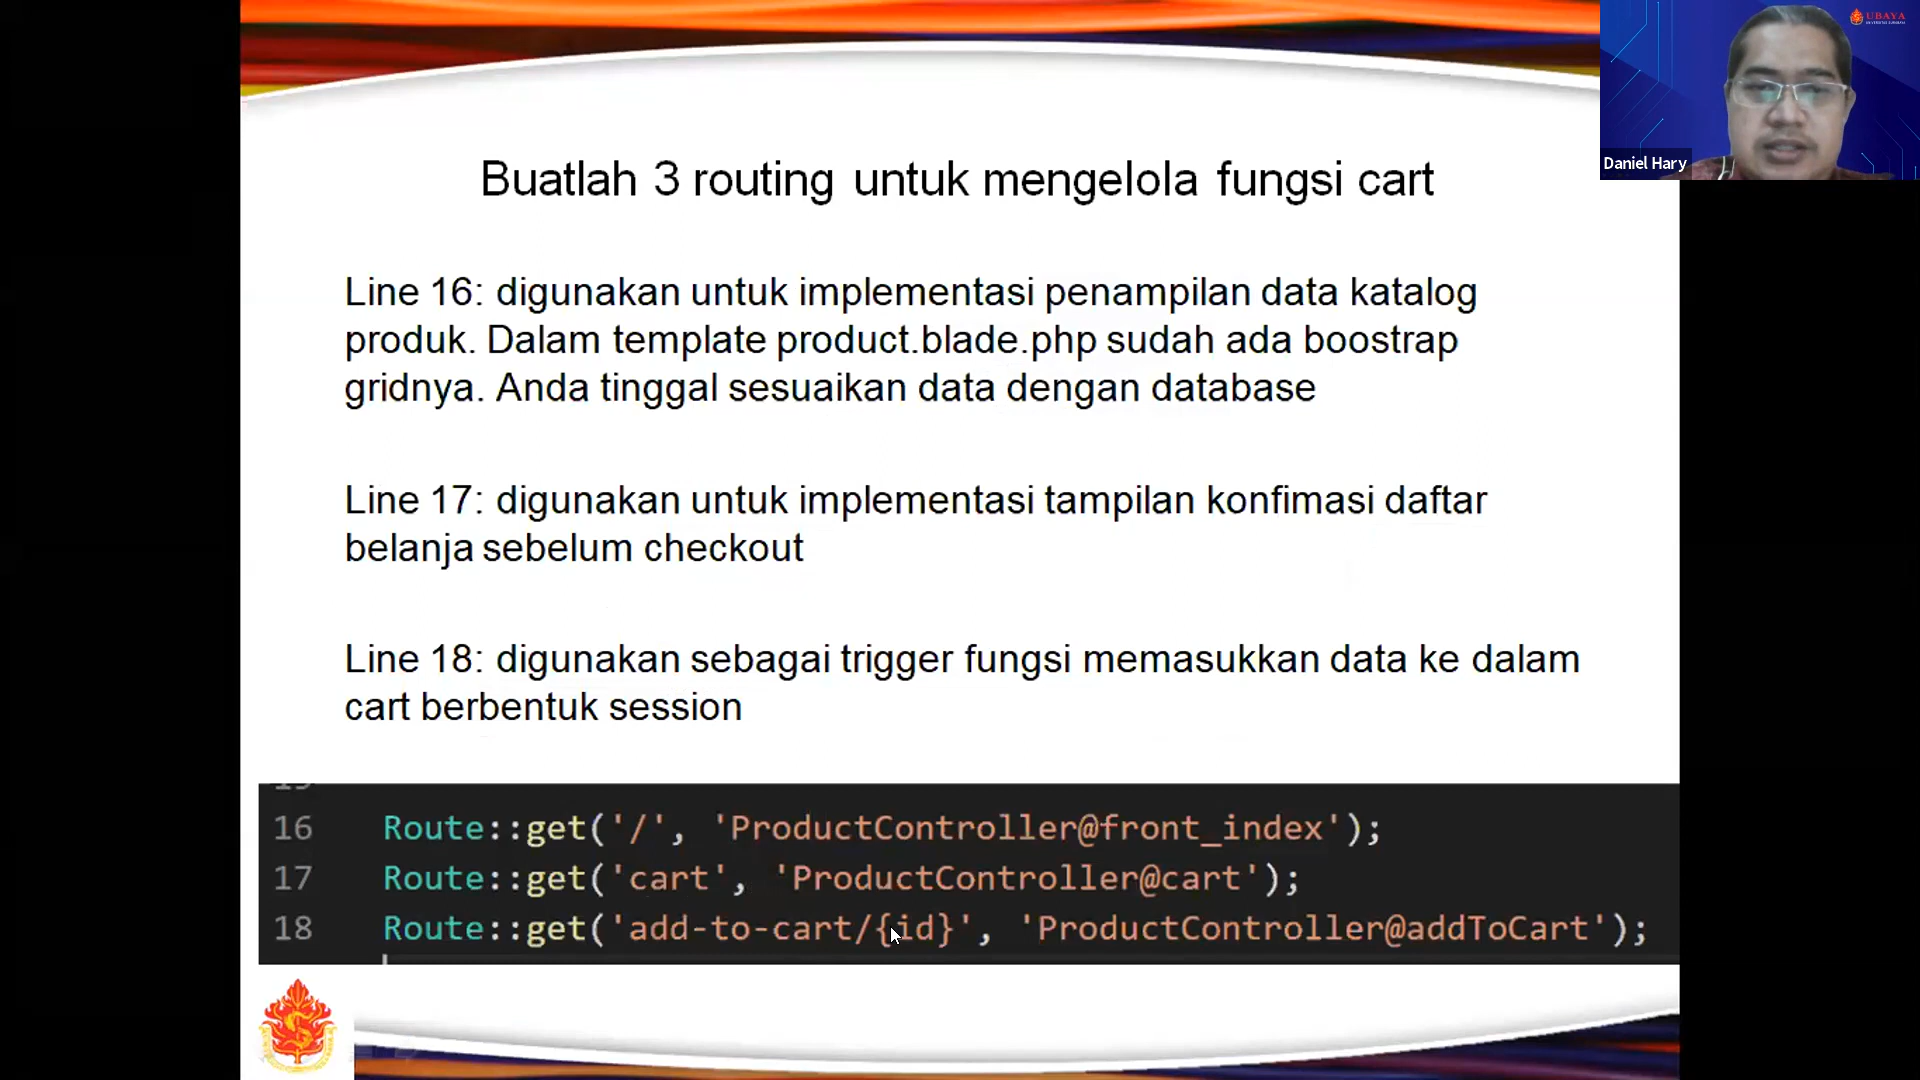 Buatlah 3 routing untuk mengelola fungsi cart
Line 16: digunakan untuk implementasi penampilan data katalog
produk. Dalam template product.blade.php sudah ada boostrap
gridnya. Anda tinggal sesuaikan data dengan database
Line 17: digunakan untuk implementasi tampilan konfimasi daftar
belanja sebelum checkout
Line 18: digunakan sebagai trigger fungsi memasukkan data ke dalam
cart berbentuk session
16 Route::get('/', 'ProductController@front_index');
17 Route::get('cart', 'ProductController@cart');
18 Route::get('add-to-cart/{id}', 'ProductController@addToCart');
UBAYA
Daniel Hary